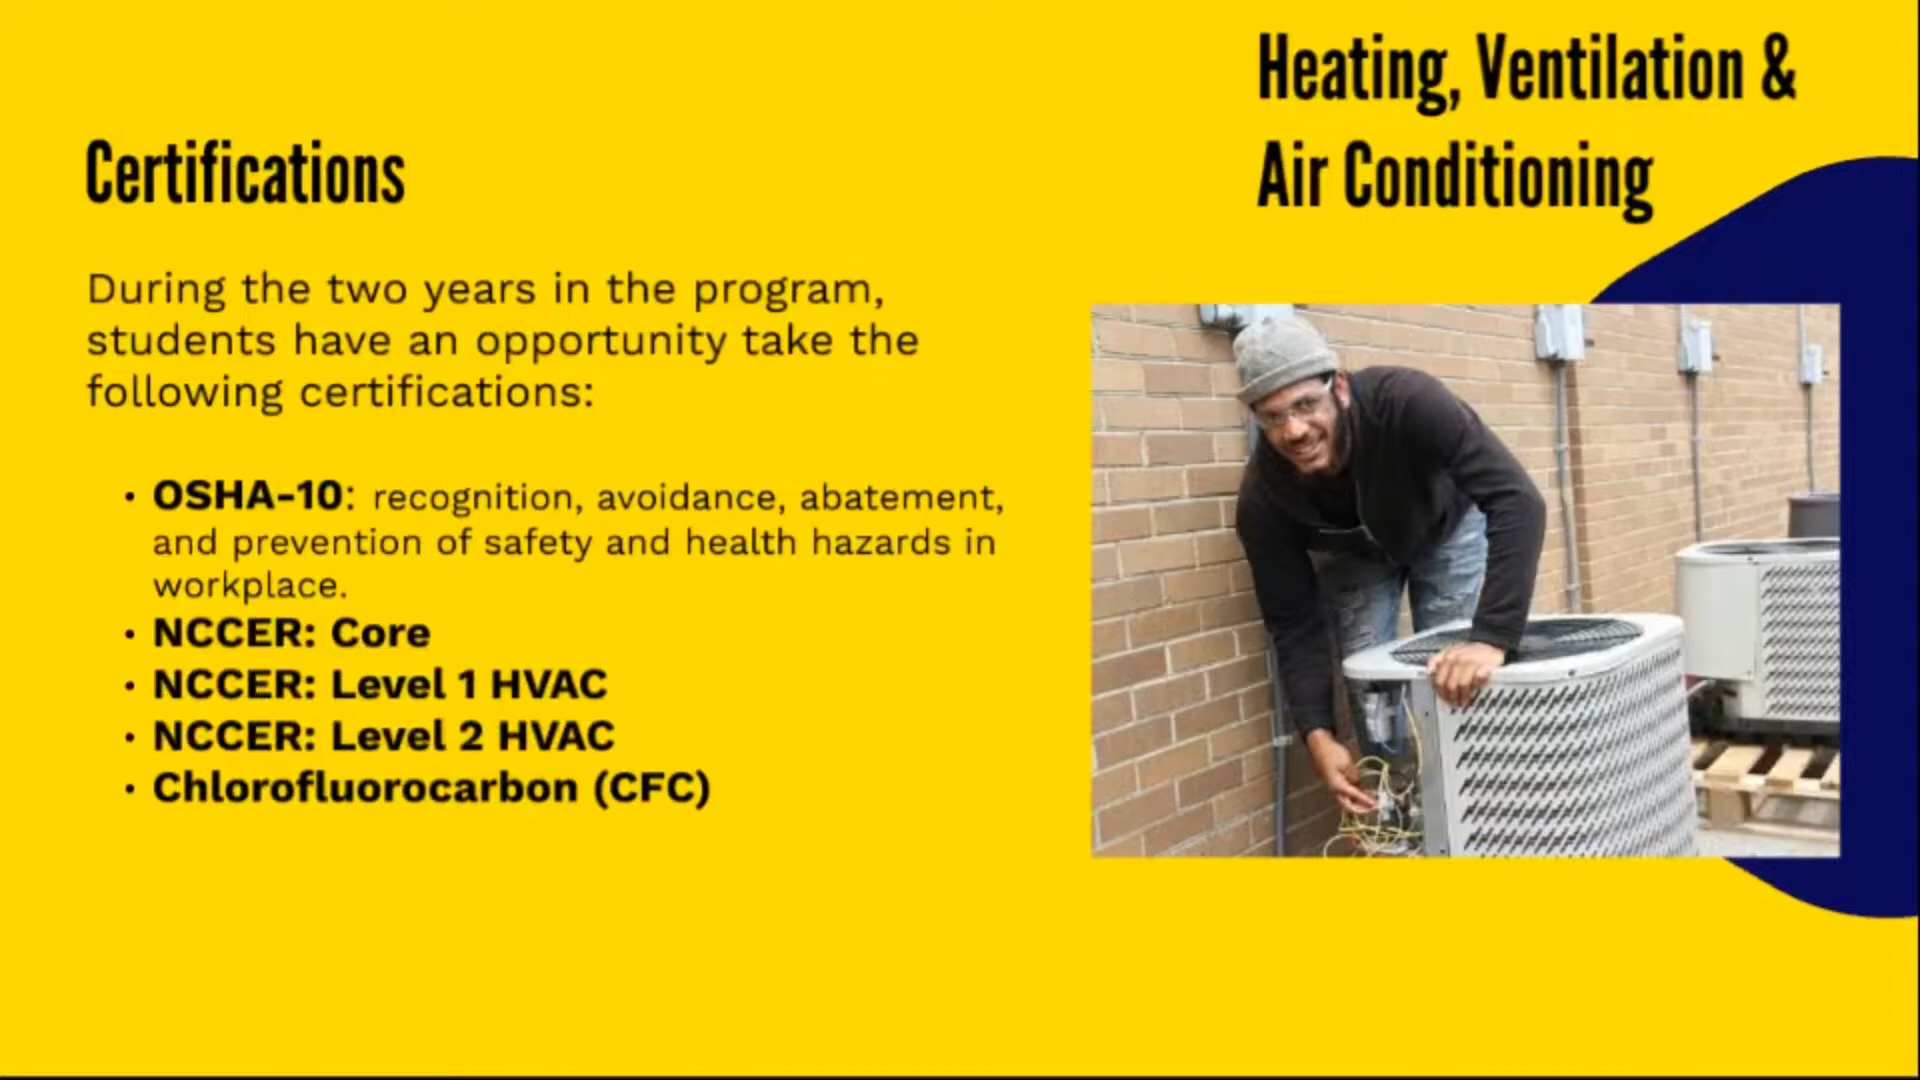 Heating, Ventilation &
Air Conditioning
Certifications
During the two years in the program,
students have an opportunity take the
following certifications:
• OSHA-10: recognition, avoidance, abatement,
and prevention of safety and health hazards in
workplace.
• NCCER: Core
• NCCER: Level 1 HVAC
• NCCER: Level 2 HVAC
• Chlorofluorocarbon (CFC)